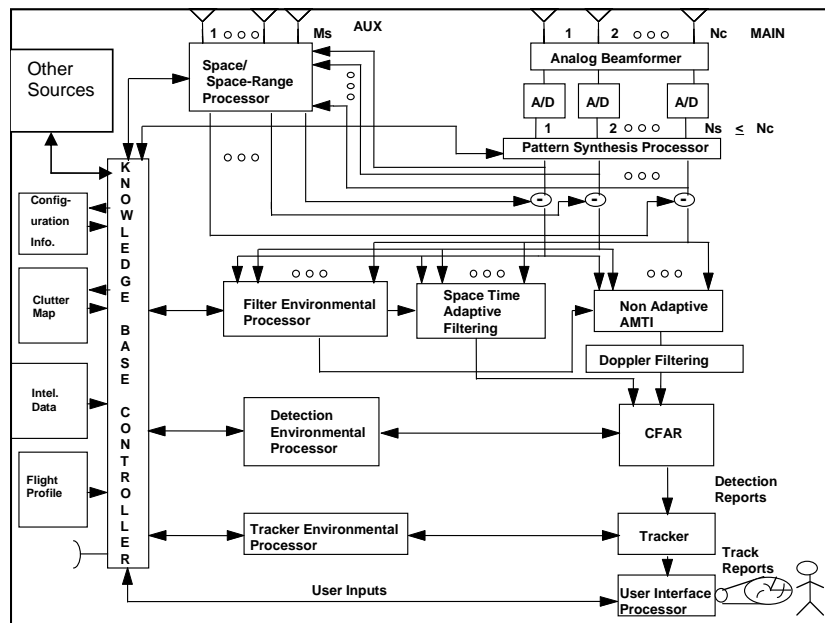 1 Ms AUX
1 2 Nc MAIN
Other
Sources
Space/
Space-Range
Processor
Analog Beamformer
A/D A/D A/D
1 2 Ns ≤ Nc
Pattern Synthesis Processor
- - -
KNOWLEDGE BASE CONTROLLER
Config-
uration
Info.
Clutter
Map
Intel.
Data
Flight
Profile
Filter Environmental
Processor
Space Time
Adaptive
Filtering
Non Adaptive
AMTI
Doppler Filtering
Detection
Environmental
Processor
CFAR
Detection
Reports
Tracker Environmental
Processor
Tracker
Track
Reports
User Inputs
User Interface
Processor